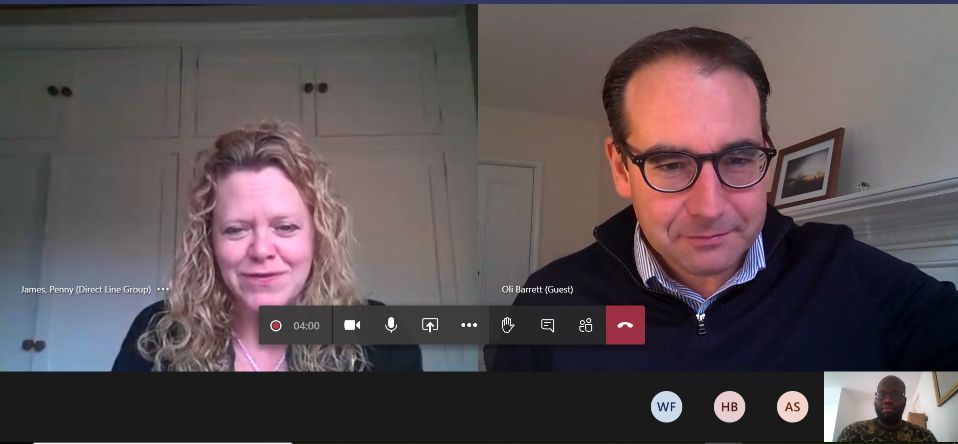 James, Penny (Direct Line Group) •••
Oli Barrett (Guest)
04:00
WF
HB
AS